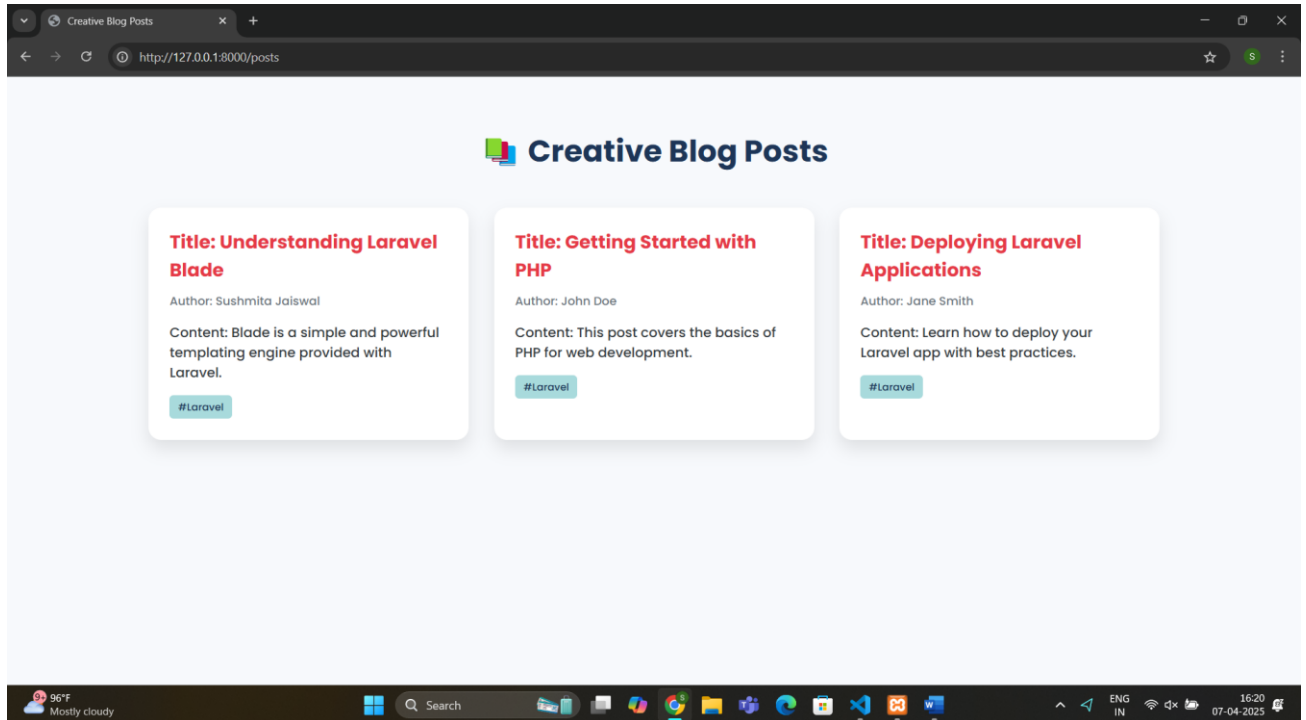 Creative Blog Posts
http://127.0.0.1:8000/posts
S
Creative Blog Posts
Title: Understanding Laravel
Blade
Author: Sushmita Jaiswal
Content: Blade is a simple and powerful
templating engine provided with
Laravel.
#Laravel
Title: Getting Started with
PHP
Author: John Doe
Content: This post covers the basics of
PHP for web development.
#Laravel
Title: Deploying Laravel
Applications
Author: Jane Smith
Content: Learn how to deploy your
Laravel app with best practices.
#Laravel
9+
96°F
Mostly cloudy
Search
ENG
IN
16:20
07-04-2025